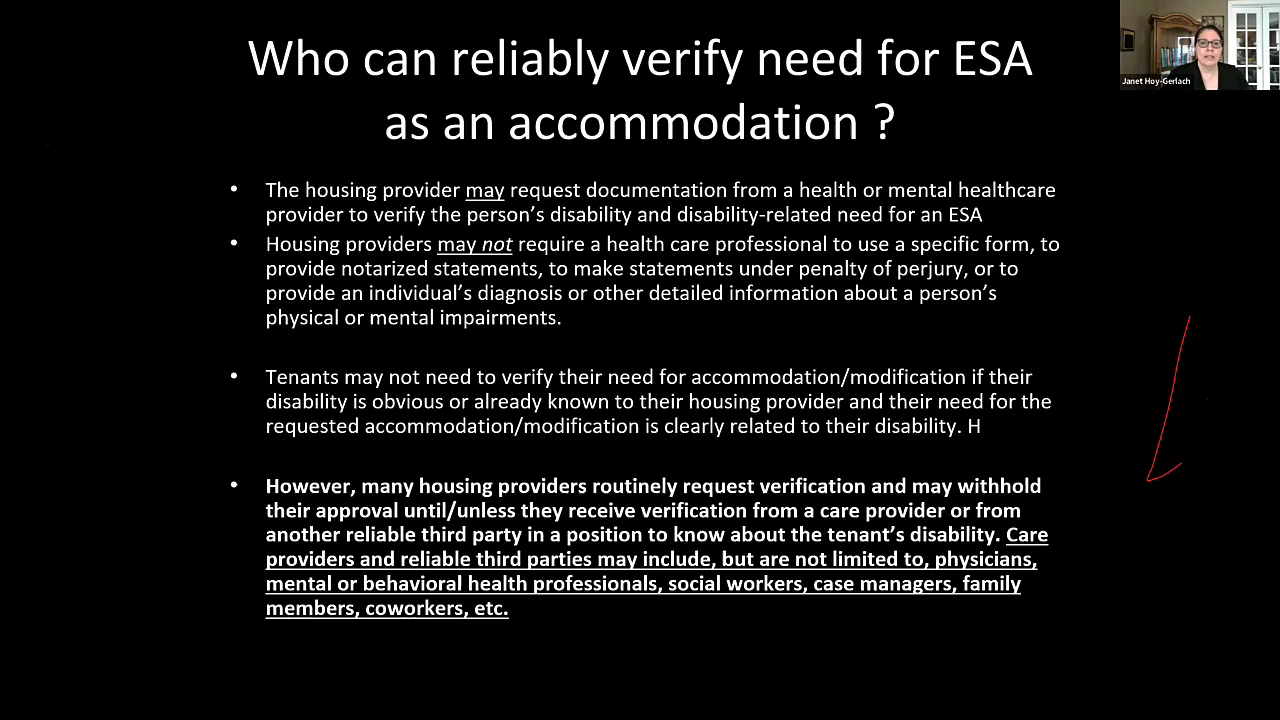 Who can reliably verify need for ESA
as an accommodation ?
Janet Hoy-Gerlach
• The housing provider may request documentation from a health or mental healthcare
provider to verify the person's disability and disability-related need for an ESA
• Housing providers may not require a health care professional to use a specific form, to
provide notarized statements, to make statements under penalty of perjury, or to
provide an individual's diagnosis or other detailed information about a person's
physical or mental impairments.
• Tenants may not need to verify their need for accommodation/modification if their
disability is obvious or already known to their housing provider and their need for the
requested accommodation/modification is clearly related to their disability. H
• However, many housing providers routinely request verification and may withhold
their approval until/unless they receive verification from a care provider or from
another reliable third party in a position to know about the tenant's disability. Care
providers and reliable third parties may include, but are not limited to, physicians,
mental or behavioral health professionals, social workers, case managers, family
members, coworkers, etc.